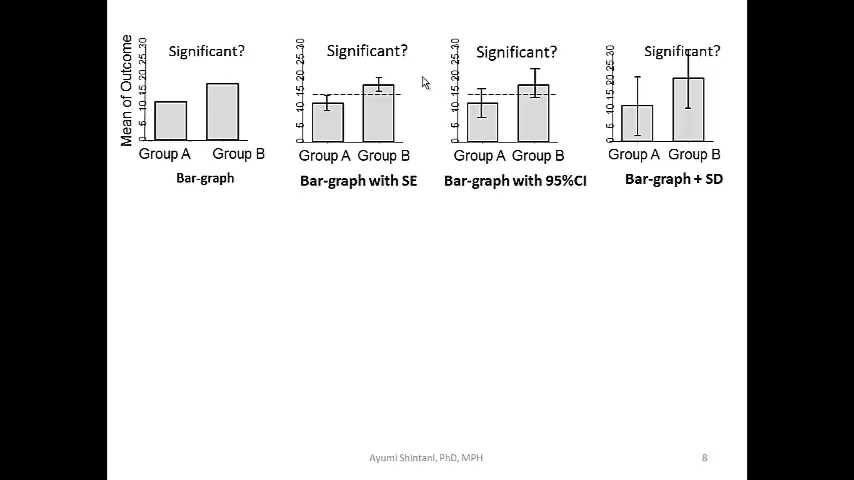 Mean of Outcome
0 5 10 15 20 25 30
Significant?
Group A Group B
Bar-graph
0 5 10 15 20 25 30
Significant?
Group A Group B
Bar-graph with SE
0 5 10 15 20 25 30
Significant?
Group A Group B
Bar-graph with 95%CI
0 5 10 15 20 25 30
Significant?
Group A Group B
Bar-graph + SD
Ayumi Shintani, PhD, MPH
8